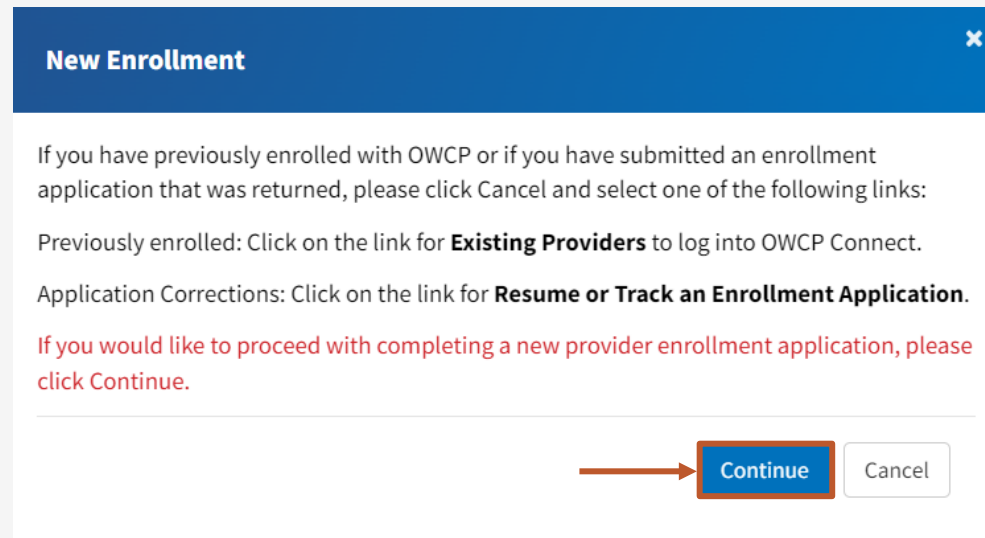 New Enrollment
×
If you have previously enrolled with OWCP or if you have submitted an enrollment
application that was returned, please click Cancel and select one of the following links:
Previously enrolled: Click on the link for Existing Providers to log into OWCP Connect.
Application Corrections: Click on the link for Resume or Track an Enrollment Application.
If you would like to proceed with completing a new provider enrollment application, please
click Continue.
Continue
Cancel